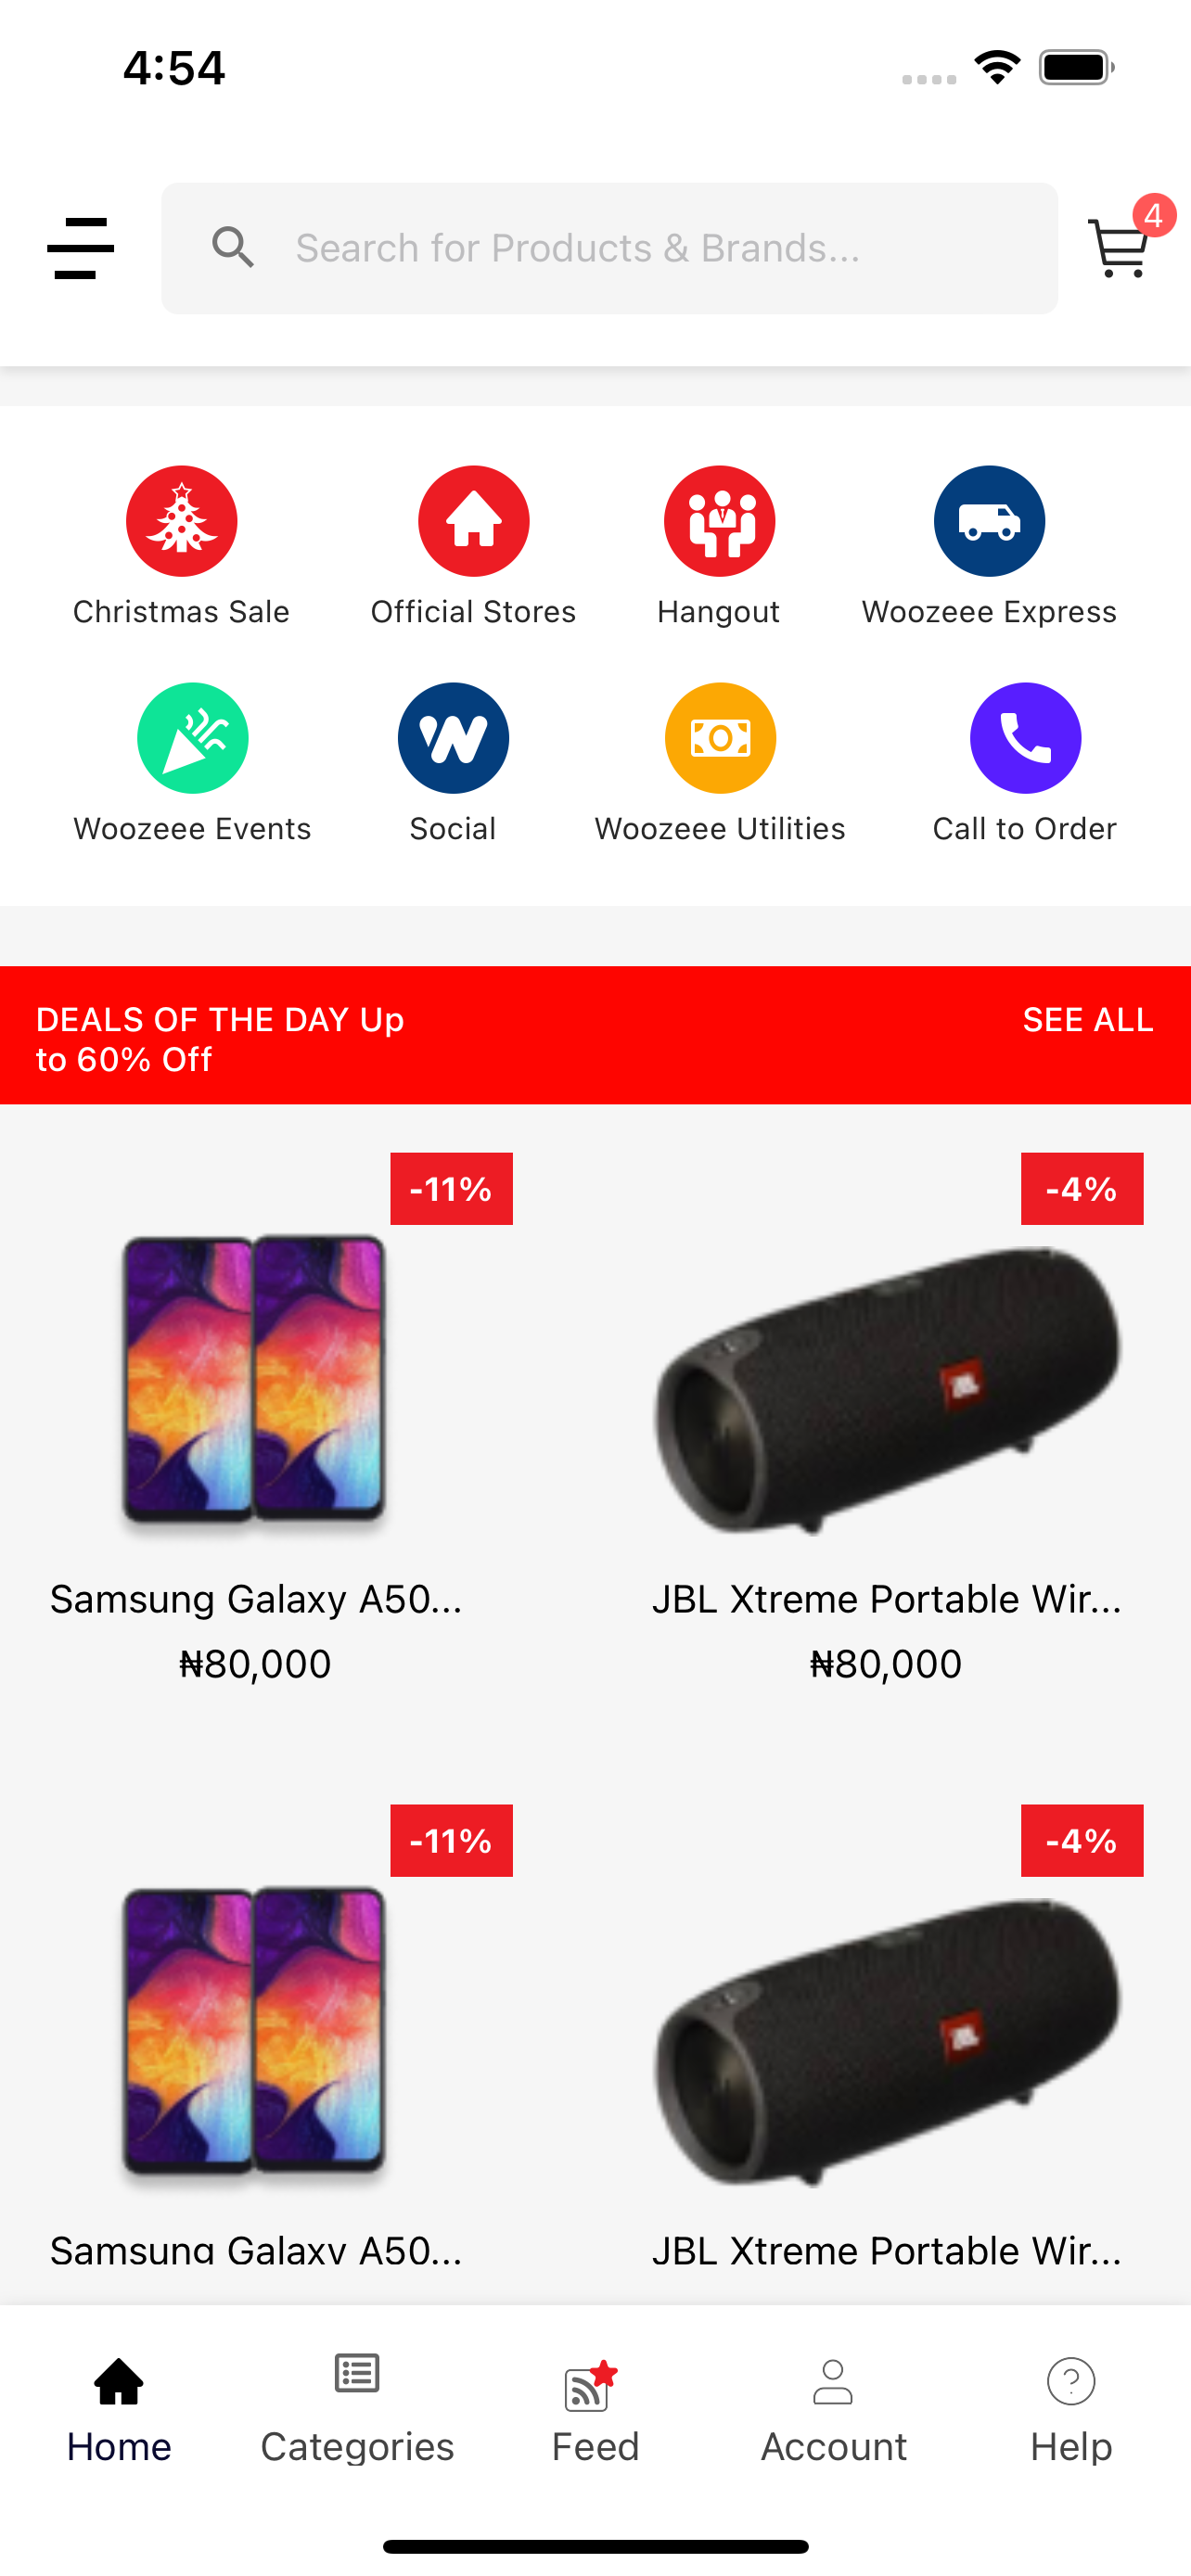 4:54
Search for Products & Brands...
4
Christmas Sale
Official Stores
Hangout
Woozeee Express
Woozeee Events
Social
Woozeee Utilities
Call to Order
DEALS OF THE DAY Up
to 60% Off
SEE ALL
-11%
-4%
JBL
Samsung Galaxy A50...
JBL Xtreme Portable Wir...
₦80,000
₦80,000
-11%
-4%
JBL
Samsung Galaxy A50...
JBL Xtreme Portable Wir...
Home
Categories
Feed
Account
Help